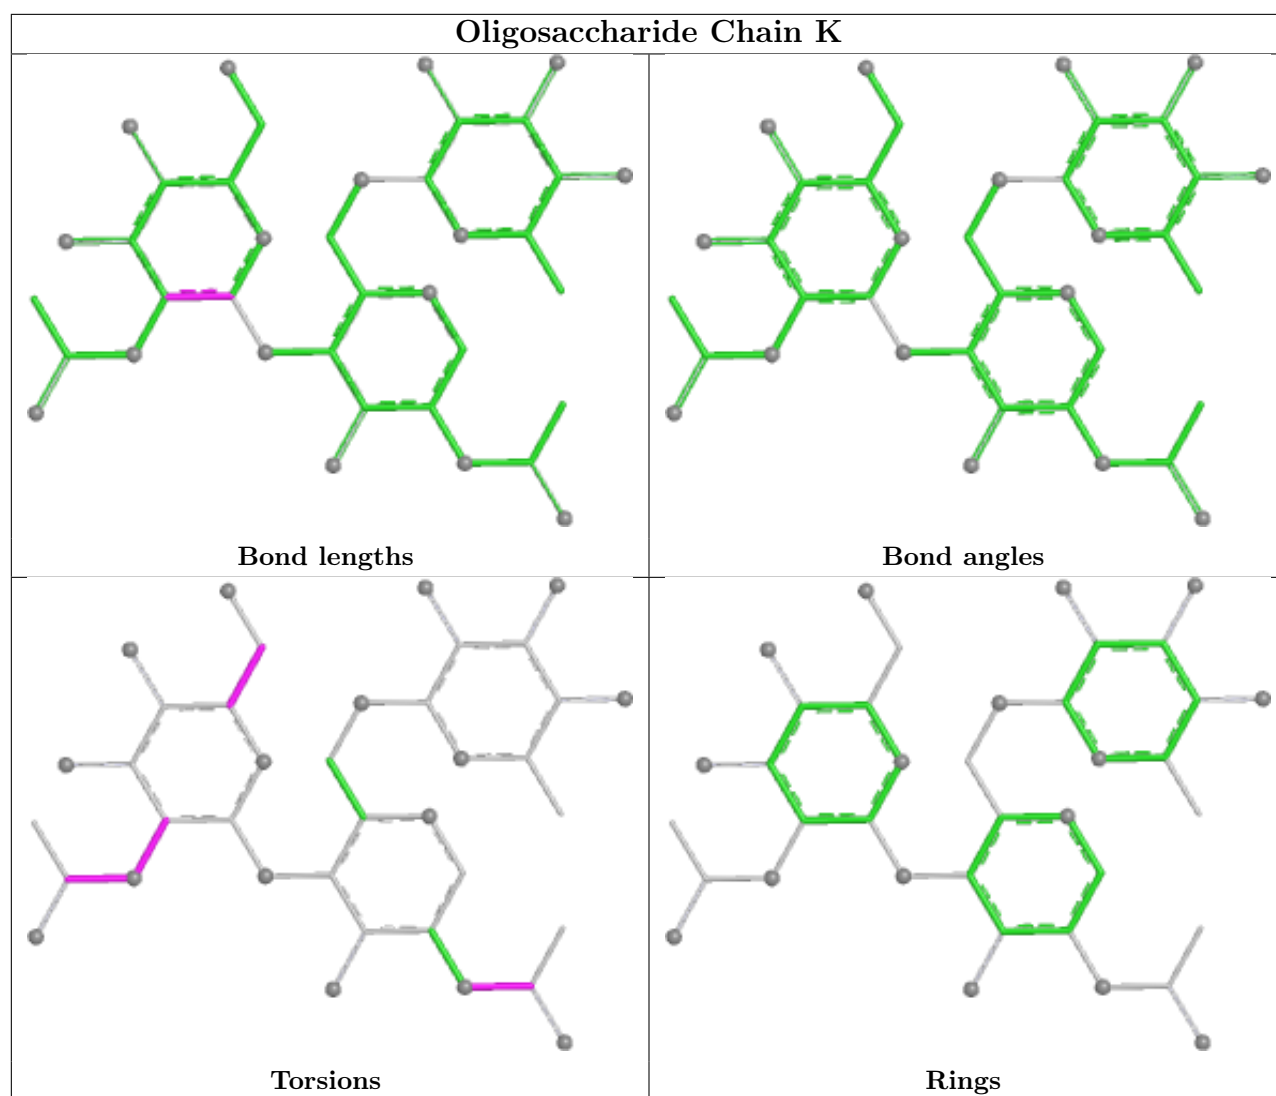 Oligosaccharide Chain K
Bond lengths
Bond angles
Torsions
Rings